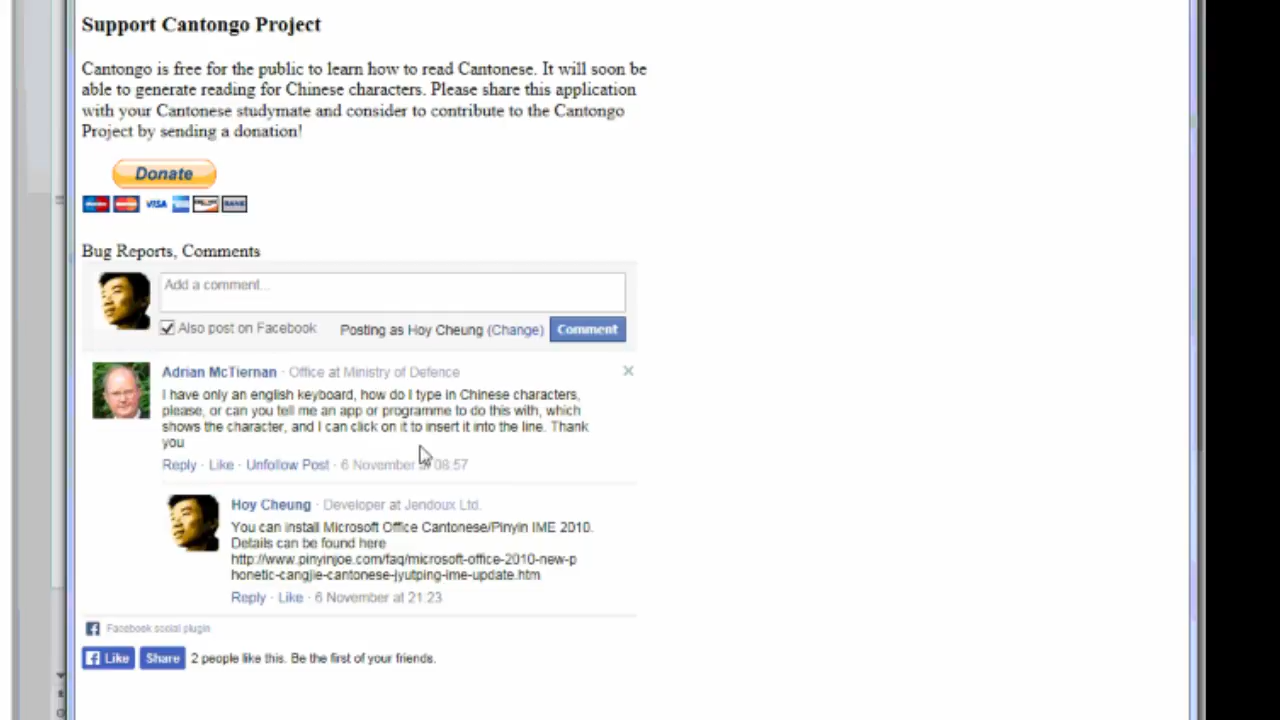 Support Cantongo Project
Cantongo is free for the public to learn how to read Cantonese. It will soon be
able to generate reading for Chinese characters. Please share this application
with your Cantonese studymate and consider to contribute to the Cantongo
Project by sending a donation!
Donate
VISA
BANK
Bug Reports, Comments
Add a comment...
Also post on Facebook Posting as Hoy Cheung (Change) Comment
Adrian McTiernan · Office at Ministry of Defence
I have only an english keyboard, how do I type in Chinese characters,
please, or can you tell me an app or programme to do this with, which
shows the character, and I can click on it to insert it into the line. Thank
you
Reply · Like · Unfollow Post · 6 November at 08:57
Hoy Cheung · Developer at Jendoux Ltd.
You can install Microsoft Office Cantonese/Pinyin IME 2010.
Details can be found here
http://www.pinyinjoe.com/faq/microsoft-office-2010-new-p
honetic-cangjie-cantonese-jyutping-ime-update.htm
Reply · Like · 6 November at 21:23
Facebook social plugin
Like Share 2 people like this. Be the first of your friends.